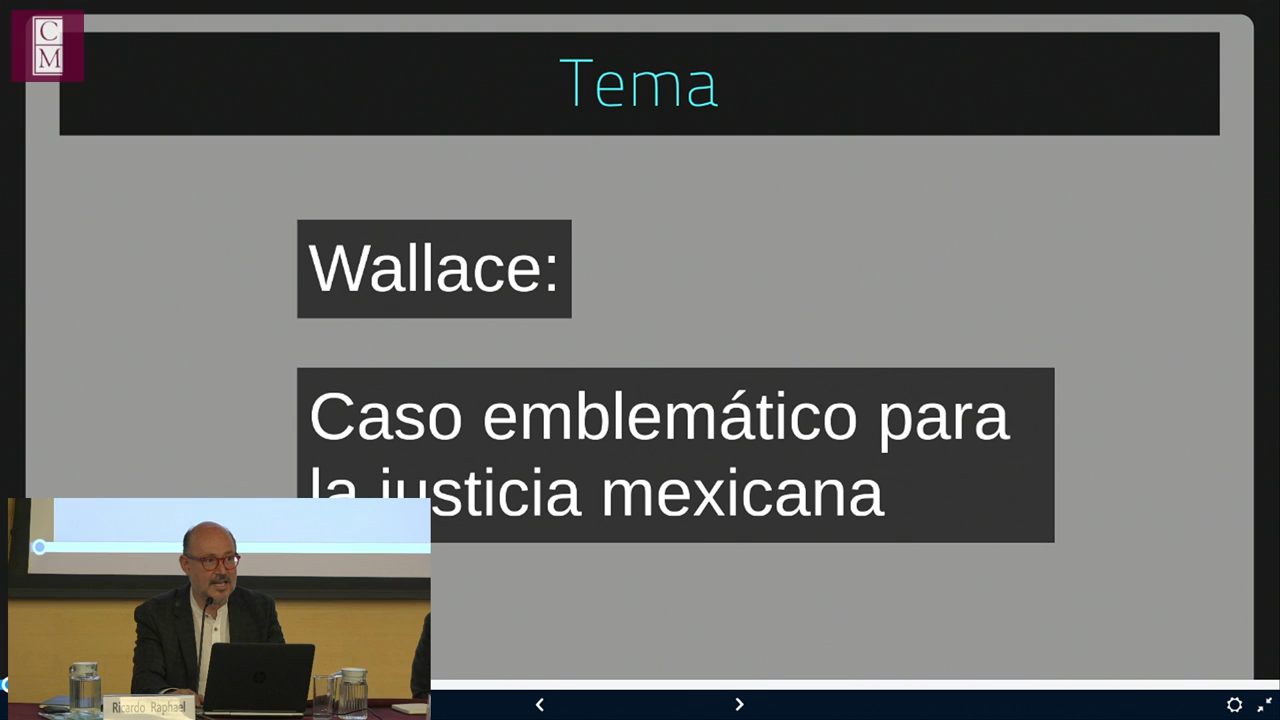 C
M
Tema
Wallace:
Caso emblemático para
la justicia mexicana
Ricardo Raphael